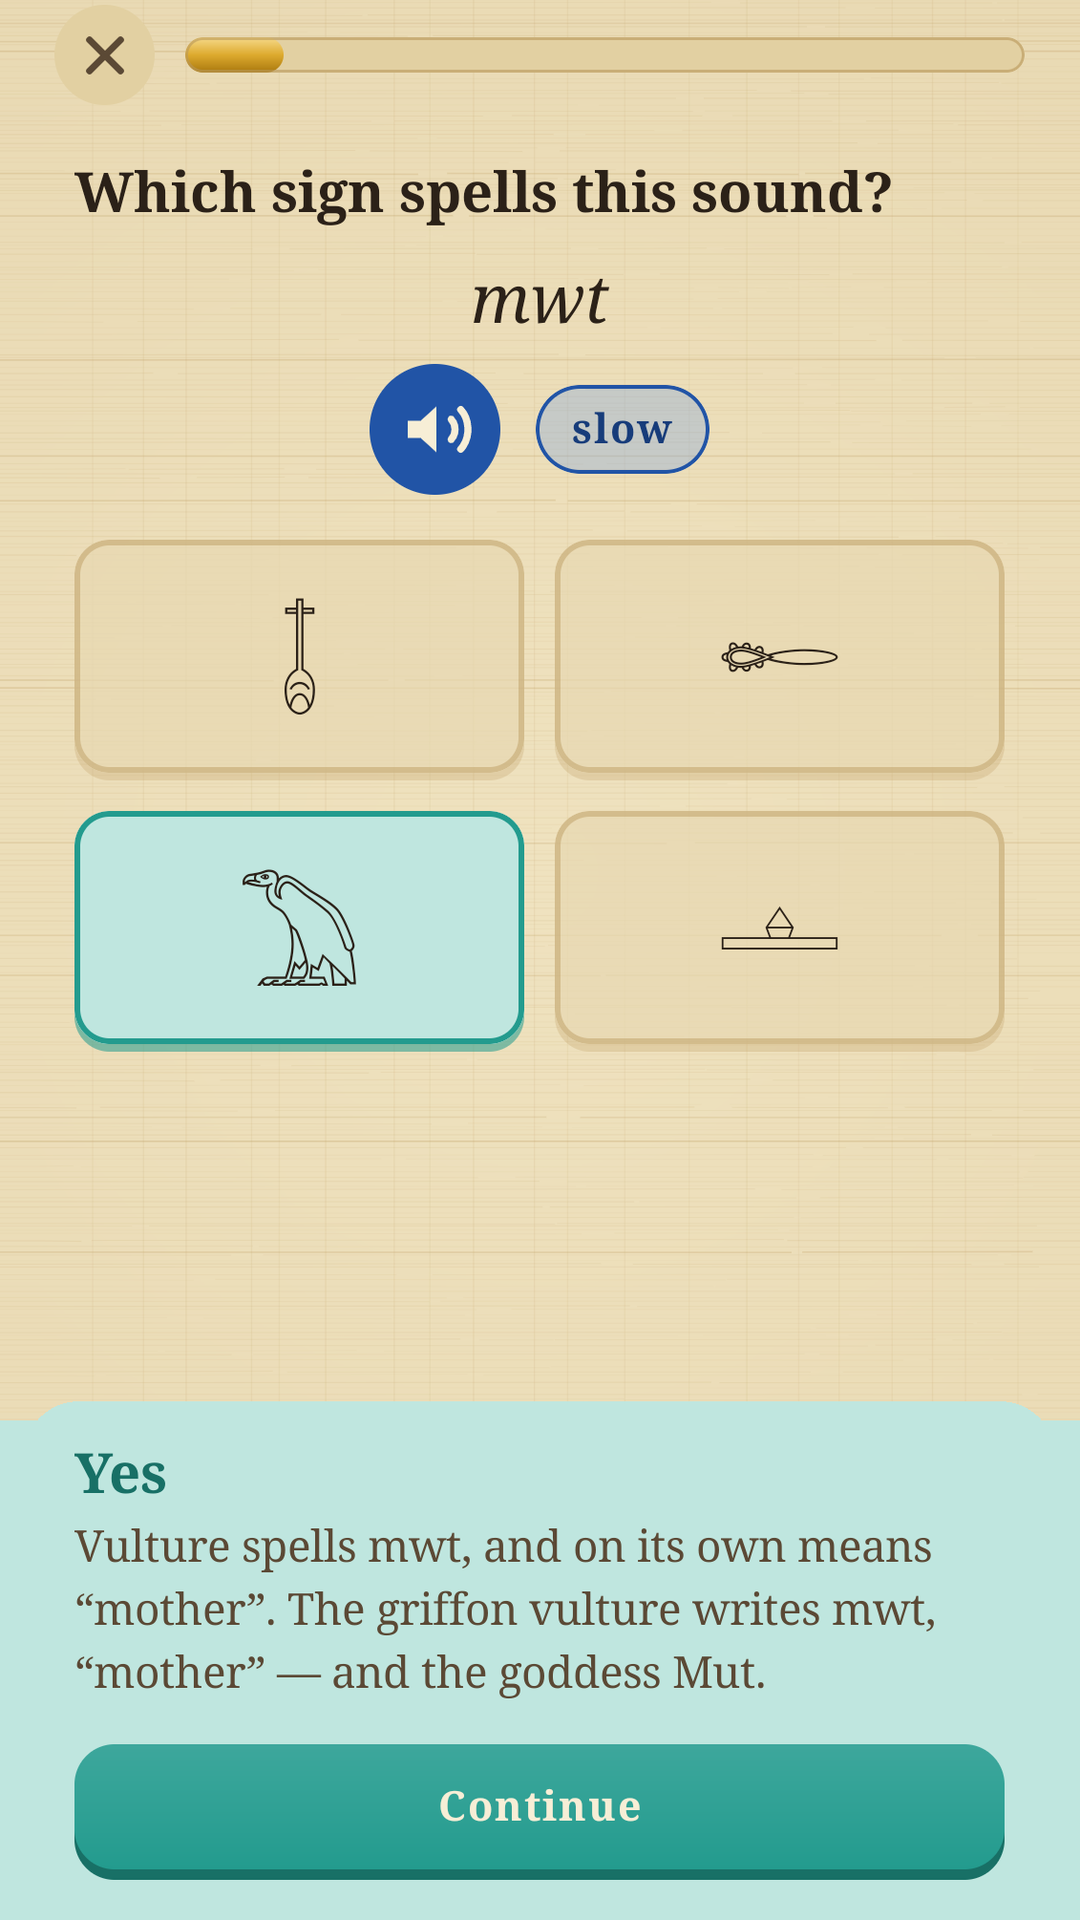 Which sign spells this sound?
mwt
slow
Yes
Vulture spells mwt, and on its own means
“mother”. The griffon vulture writes mwt,
“mother” — and the goddess Mut.
Continue